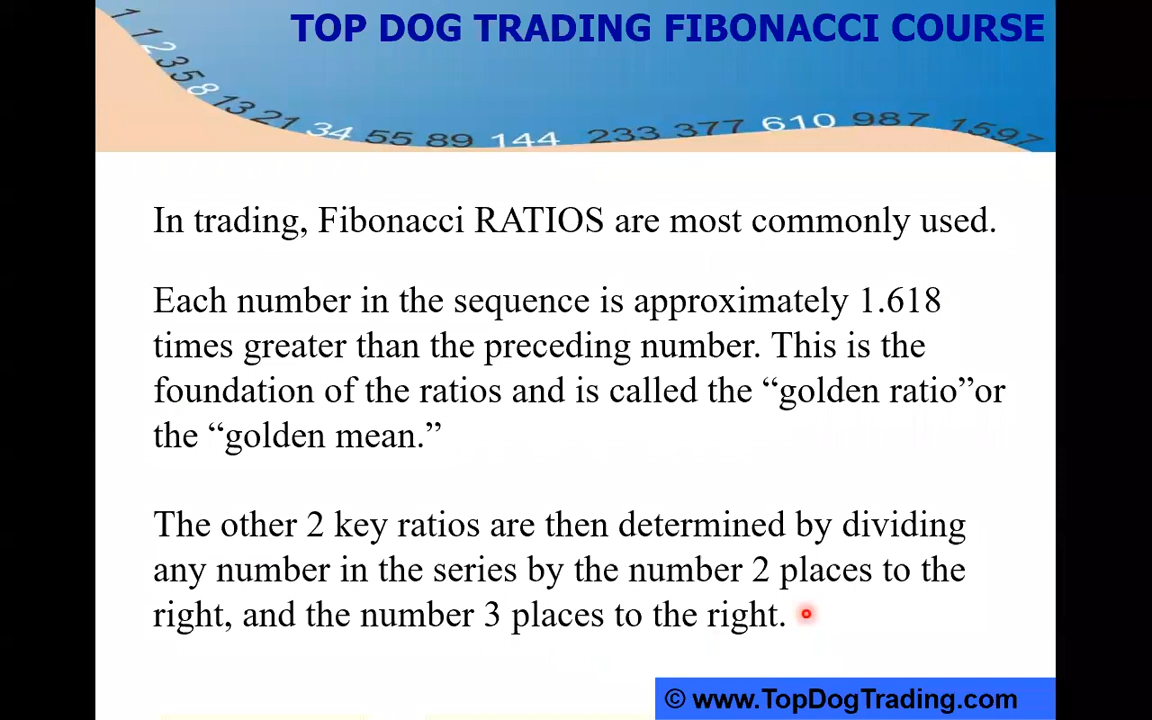 TOP DOG TRADING FIBONACCI COURSE
1 1 2 3 5 8 13 21 34 55 89 144 233 377 610 987 1597
In trading, Fibonacci RATIOS are most commonly used.
Each number in the sequence is approximately 1.618
times greater than the preceding number. This is the
foundation of the ratios and is called the “golden ratio”or
the “golden mean.”
The other 2 key ratios are then determined by dividing
any number in the series by the number 2 places to the
right, and the number 3 places to the right.
© www.TopDogTrading.com